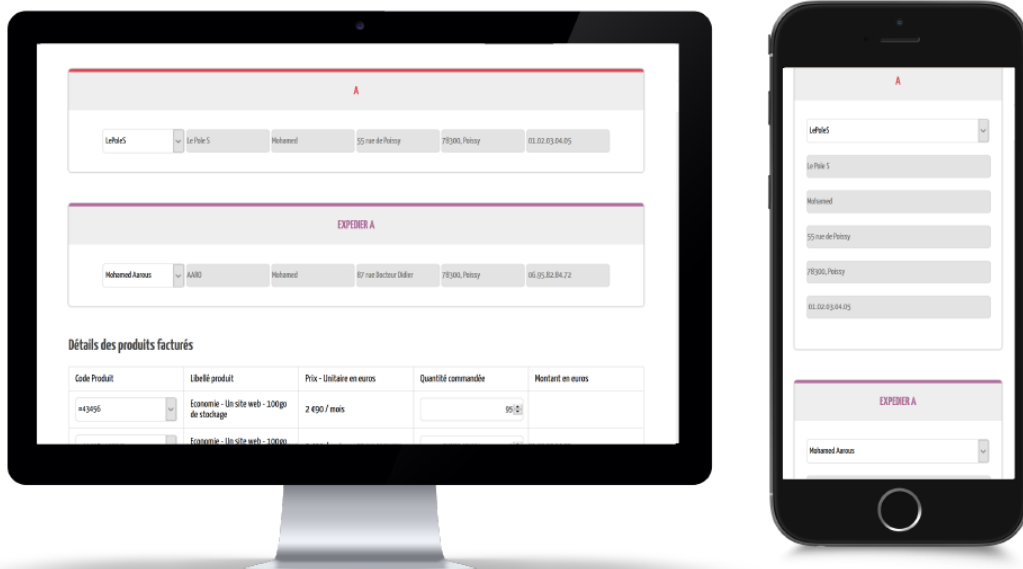 A
LePoleS Le Pole S Mohamed 55 rue de Poissy 78300, Poissy 01.02.03.04.05
EXPEDIER A
Mohamed Aarous AARO Mohamed 87 rue Docteur Didier 78300, Poissy 06.95.82.84.72
Détails des produits facturés
Code Produit Libellé produit Prix - Unitaire en euros Quantité commandée Montant en euros
n43456 Economie - Un site web - 100go de stockage 2 €90 / mois 95
Economie - Un site web - 100go
A
LePoleS
Le Pole S
Mohamed
55 rue de Poissy
78300, Poissy
01.02.03.04.05
EXPEDIER A
Mohamed Aarous